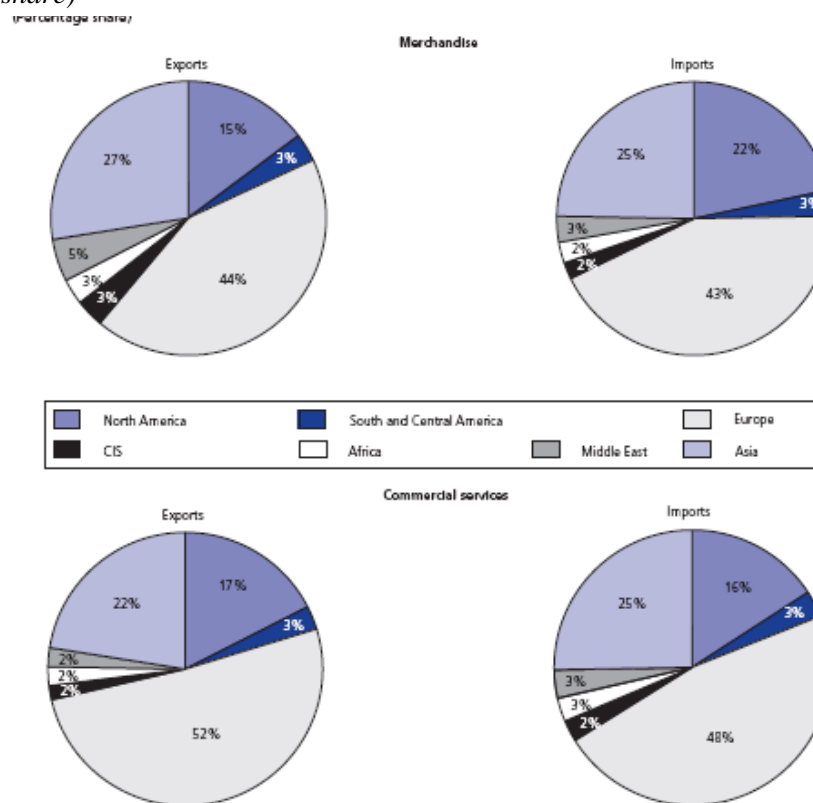 share)
(Percentage share)
Merchandise
Exports
Imports
15%
3%
44%
3%
3%
5%
27%
22%
3%
43%
2%
2%
3%
25%
North America
South and Central America
Europe
CIS
Africa
Middle East
Asia
Commercial services
Exports
Imports
17%
3%
52%
2%
2%
2%
22%
16%
3%
48%
2%
3%
3%
25%